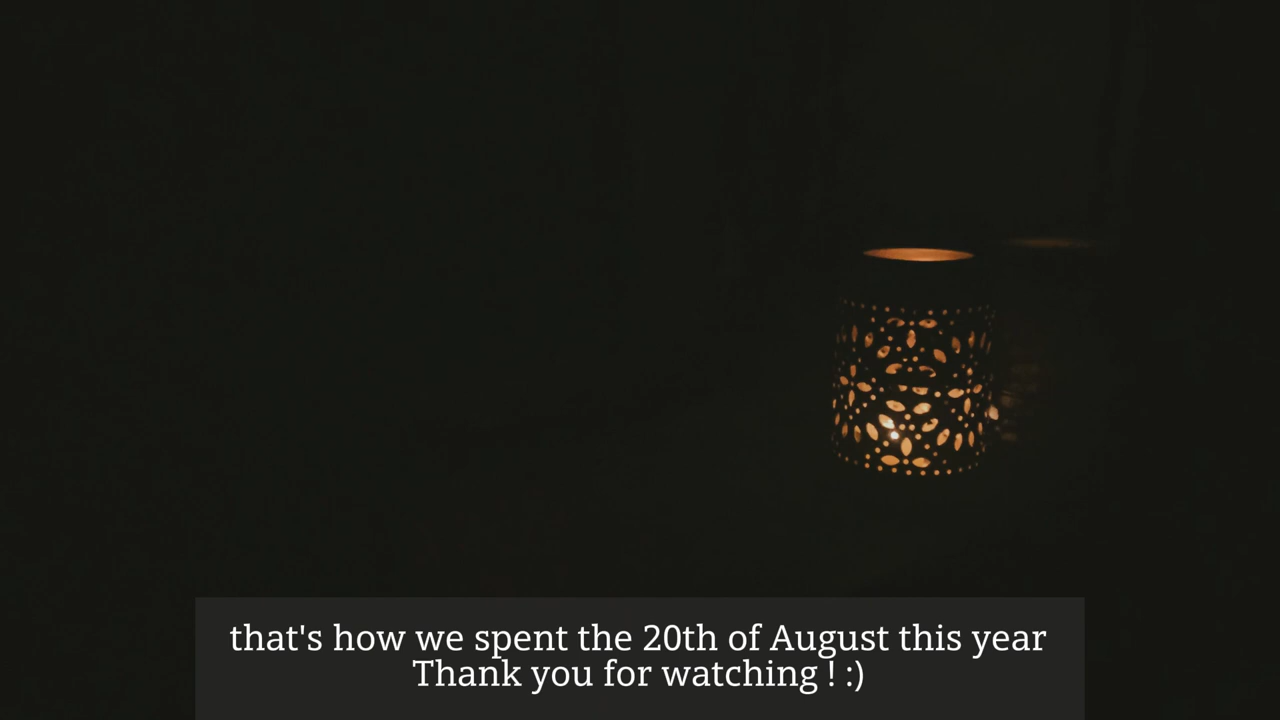 that's how we spent the 20th of August this year
Thank you for watching ! :)